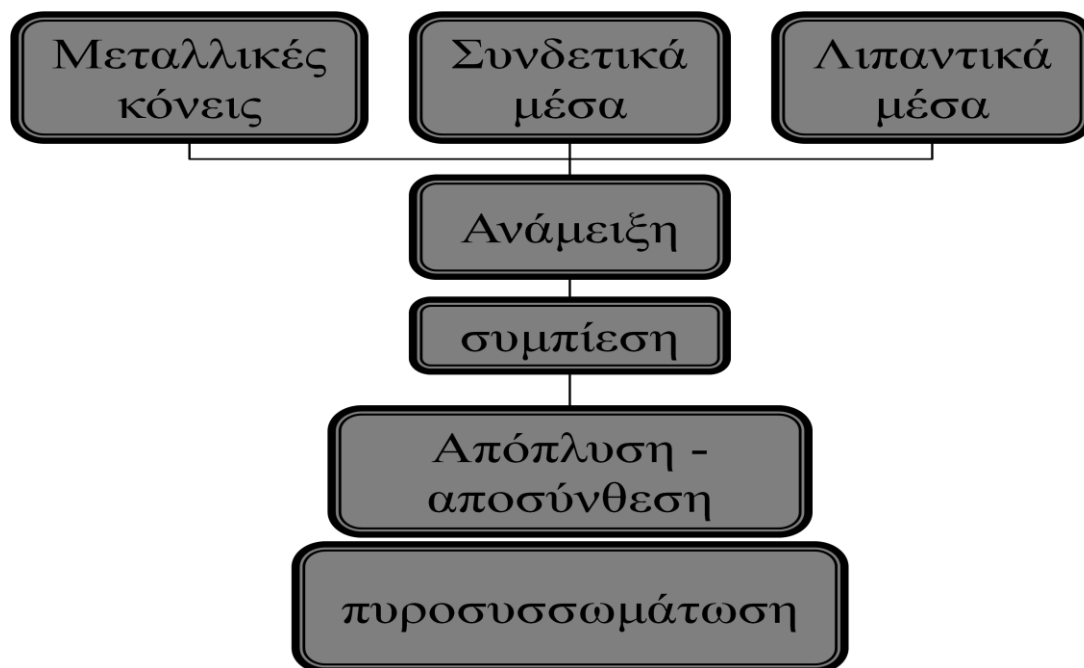 Μεταλλικές
κόνεις
Συνδετικά
μέσα
Λιπαντικά
μέσα
Ανάμειξη
συμπίεση
Απόπλυση -
αποσύνθεση
πυροσυσσωμάτωση